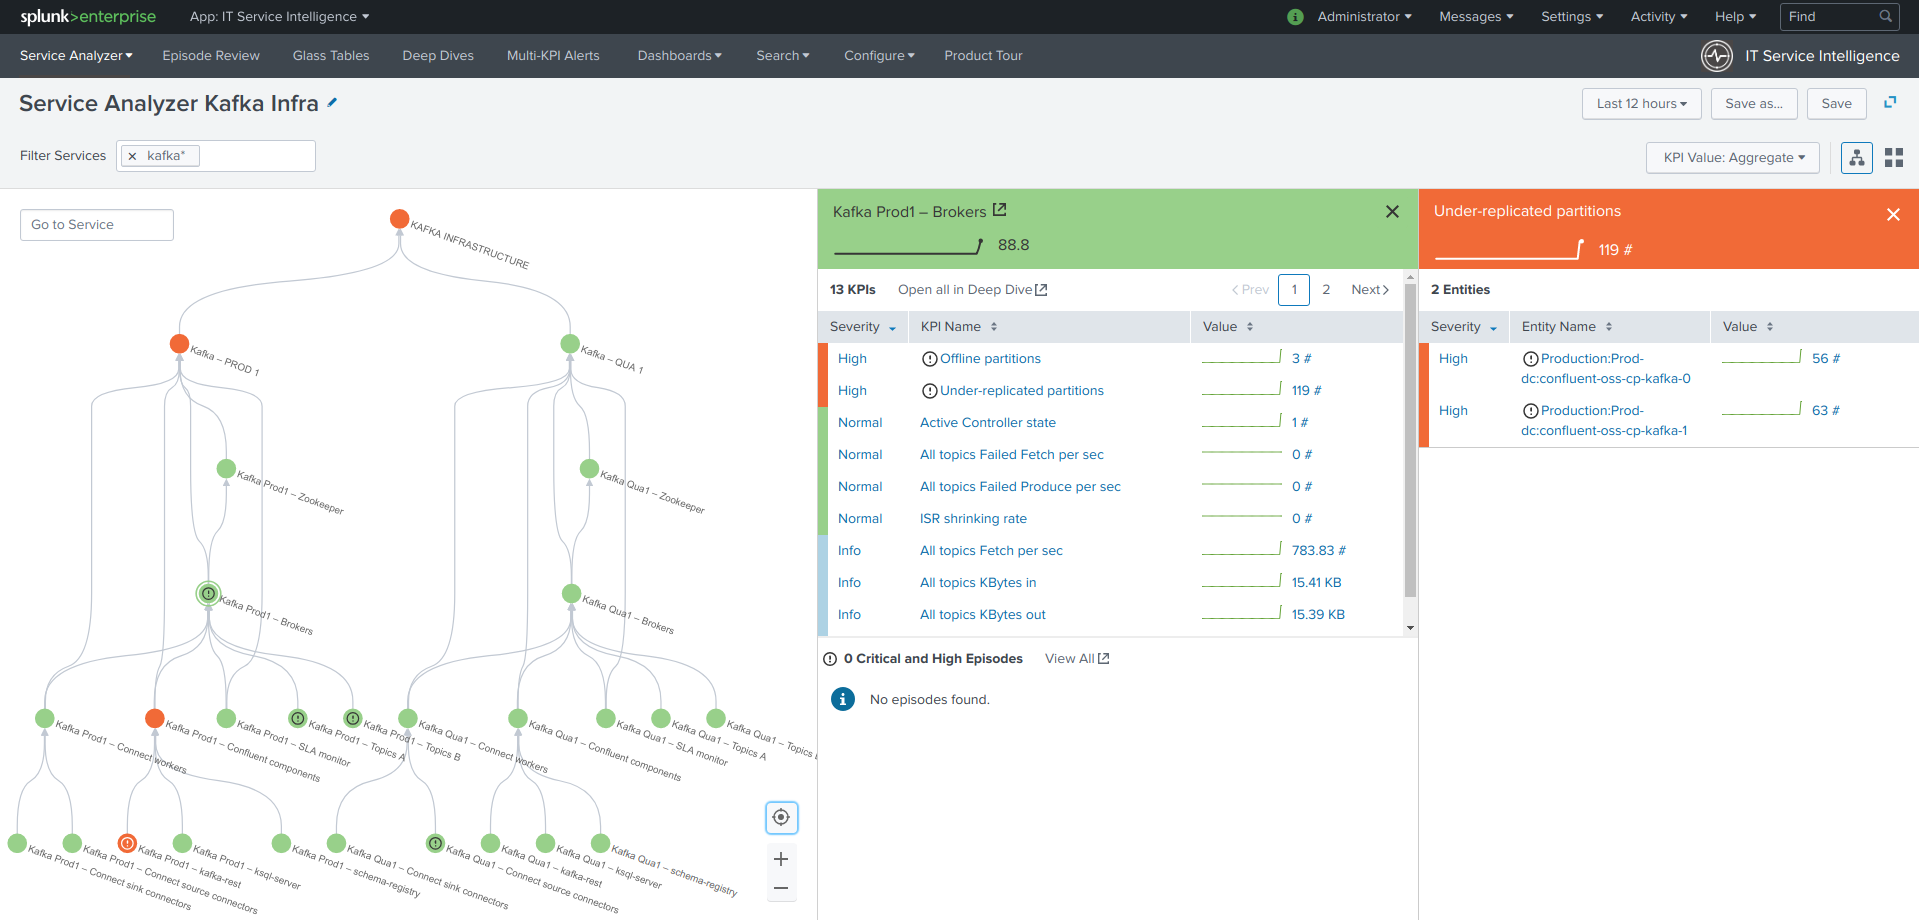 splunk>enterprise App: IT Service Intelligence
i Administrator Messages Settings Activity Help Find
Service Analyzer Episode Review Glass Tables Deep Dives Multi-KPI Alerts Dashboards Search Configure Product Tour IT Service Intelligence
Service Analyzer Kafka Infra
Last 12 hours Save as... Save
Filter Services kafka*
KPI Value: Aggregate
Go to Service
KAFKA INFRASTRUCTURE
Kafka – PROD 1
Kafka – QUA 1
Kafka Prod1 – Zookeeper
Kafka Qua1 – Zookeeper
Kafka Prod1 – Brokers
Kafka Qua1 – Brokers
Kafka Prod1 – Connect workers
Kafka Prod1 – Confluent components
Kafka Prod1 – SLA monitor
Kafka Prod1 – Topics A
Kafka Prod1 – Topics B
Kafka Qua1 – Connect workers
Kafka Qua1 – Confluent components
Kafka Qua1 – SLA monitor
Kafka Qua1 – Topics A
Kafka Qua1 – Topics
Kafka Prod1 – Connect sink connectors
Kafka Prod1 – Connect source connectors
Kafka Prod1 – kafka-rest
Kafka Prod1 – ksql-server
Kafka Prod1 – schema-registry
Kafka Qua1 – Connect sink connectors
Kafka Qua1 – Connect source connectors
Kafka Qua1 – kafka-rest
Kafka Qua1 – ksql-server
Kafka Qua1 – schema-registry
Kafka Prod1 – Brokers
88.8
13 KPIs Open all in Deep Dive Prev 1 2 Next
Severity KPI Name Value
High Offline partitions 3 #
High Under-replicated partitions 119 #
Normal Active Controller state 1 #
Normal All topics Failed Fetch per sec 0 #
Normal All topics Failed Produce per sec 0 #
Normal ISR shrinking rate 0 #
Info All topics Fetch per sec 783.83 #
Info All topics KBytes in 15.41 KB
Info All topics KBytes out 15.39 KB
0 Critical and High Episodes View All
No episodes found.
Under-replicated partitions
119 #
2 Entities
Severity Entity Name Value
High Production:Prod- 56 #
dc:confluent-oss-cp-kafka-0
High Production:Prod- 63 #
dc:confluent-oss-cp-kafka-1